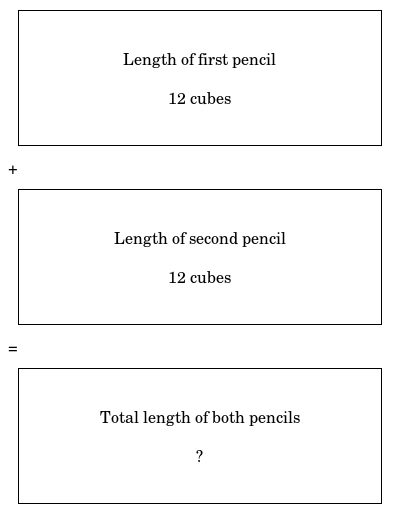 Length of first pencil
12 cubes
+
Length of second pencil
12 cubes
=
Total length of both pencils
?